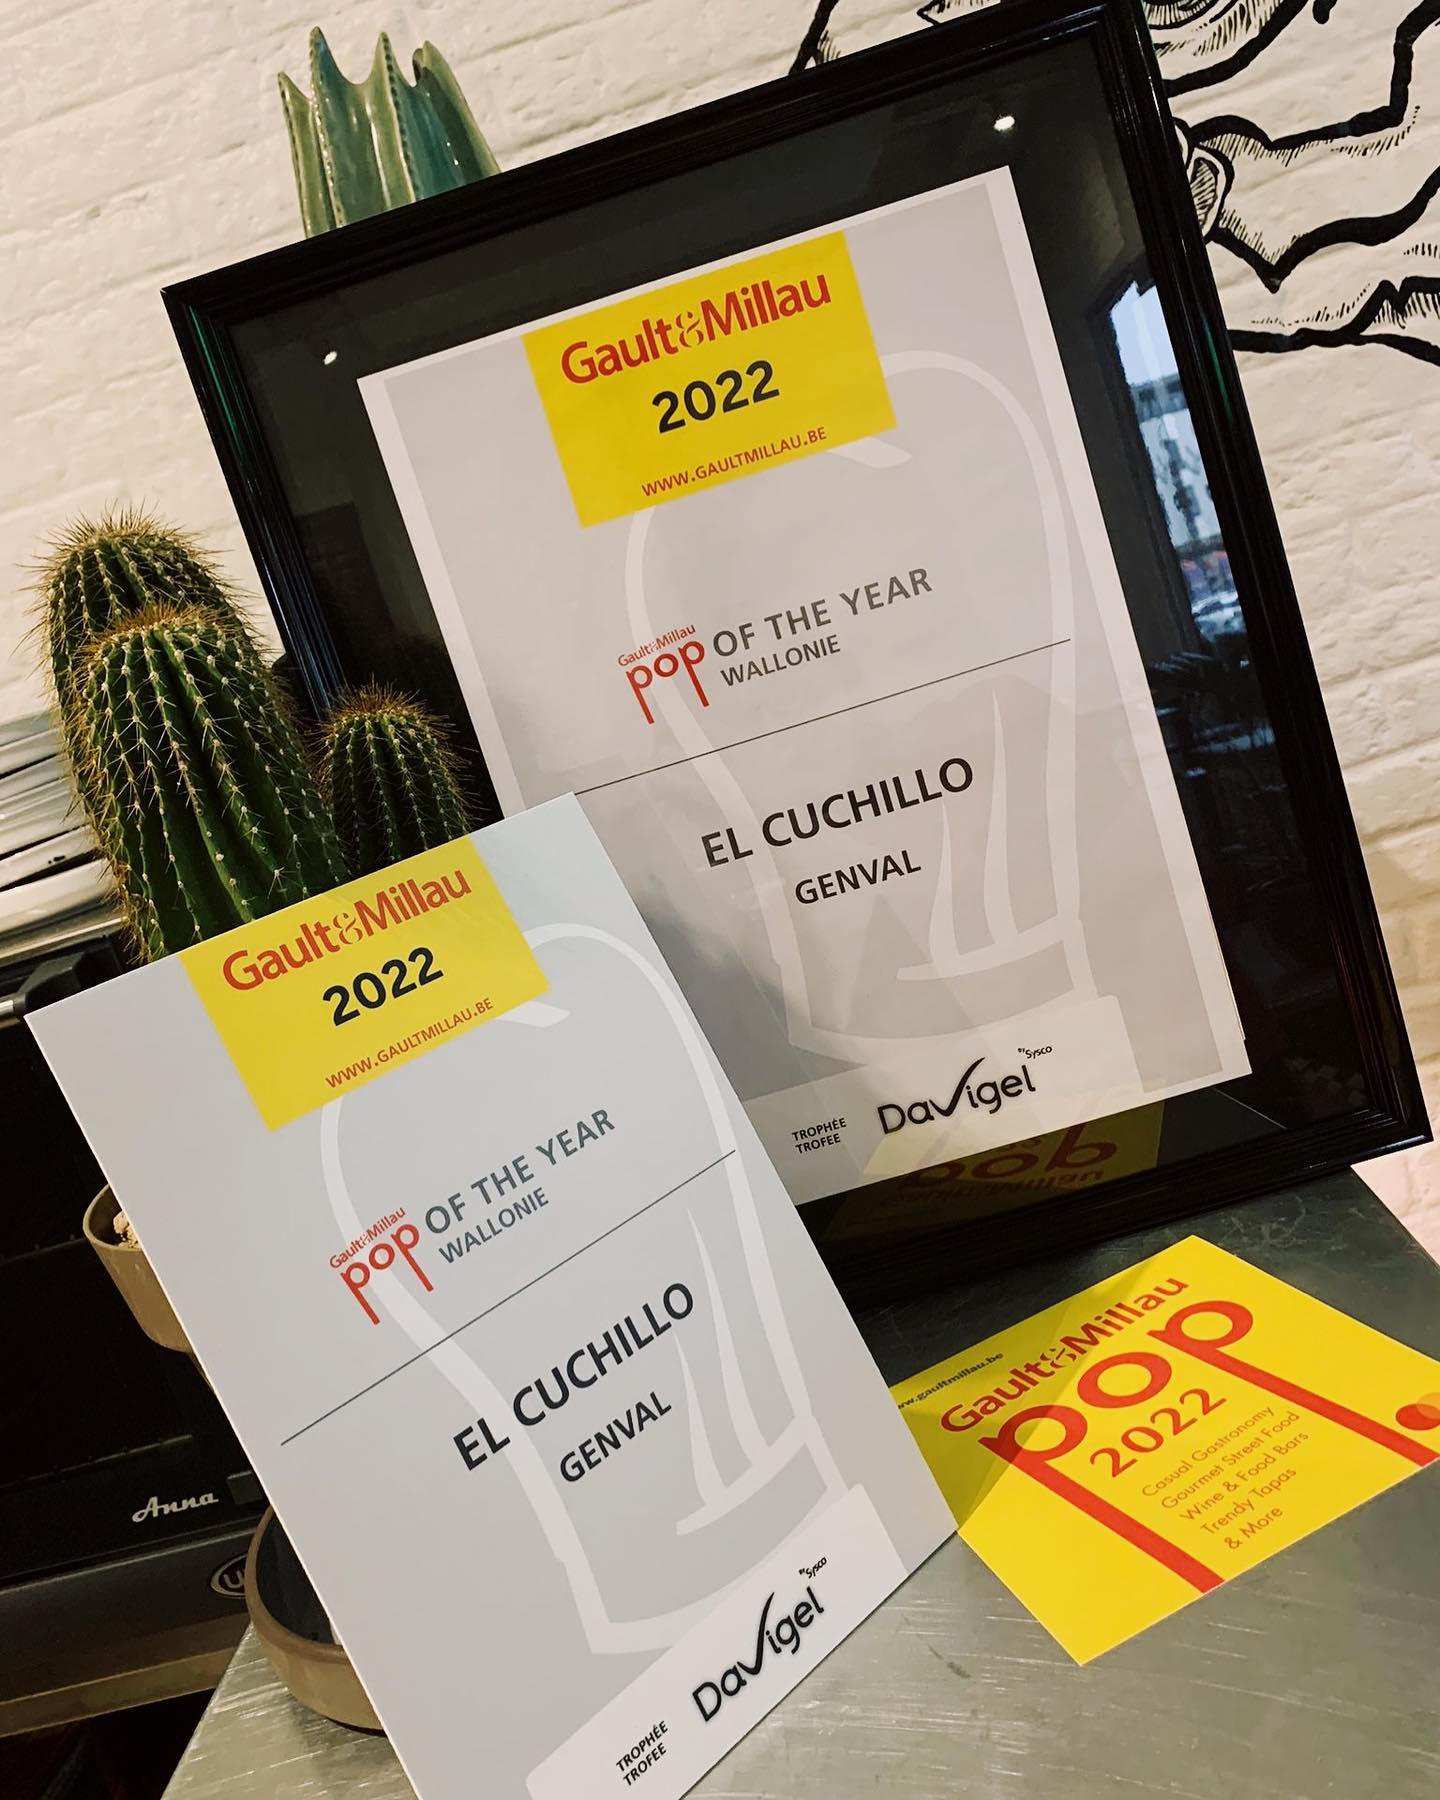 Gault&Millau
2022
WWW.GAULTMILLAU.BE
Gault&Millau
pop OF THE YEAR
WALLONIE
EL CUCHILLO
GENVAL
TROPHÉE
TROFEE
Davigel
BY Sysco
Gault&Millau
2022
WWW.GAULTMILLAU.BE
Gault&Millau
pop OF THE YEAR
WALLONIE
EL CUCHILLO
GENVAL
TROPHÉE
TROFEE
Davigel
BY Sysco
www.gaultmillau.be
Gault&Millau
pop.
2022
Casual Gastronomy
Gourmet Street Food
Wine & Food Bars
Trendy Tapas
& More
Anna